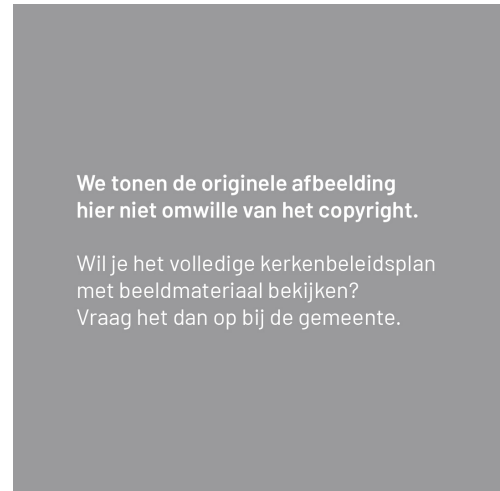 We tonen de originele afbeelding
hier niet omwille van het copyright.
Wil je het volledige kerkenbeleidsplan
met beeldmateriaal bekijken?
Vraag het dan op bij de gemeente.